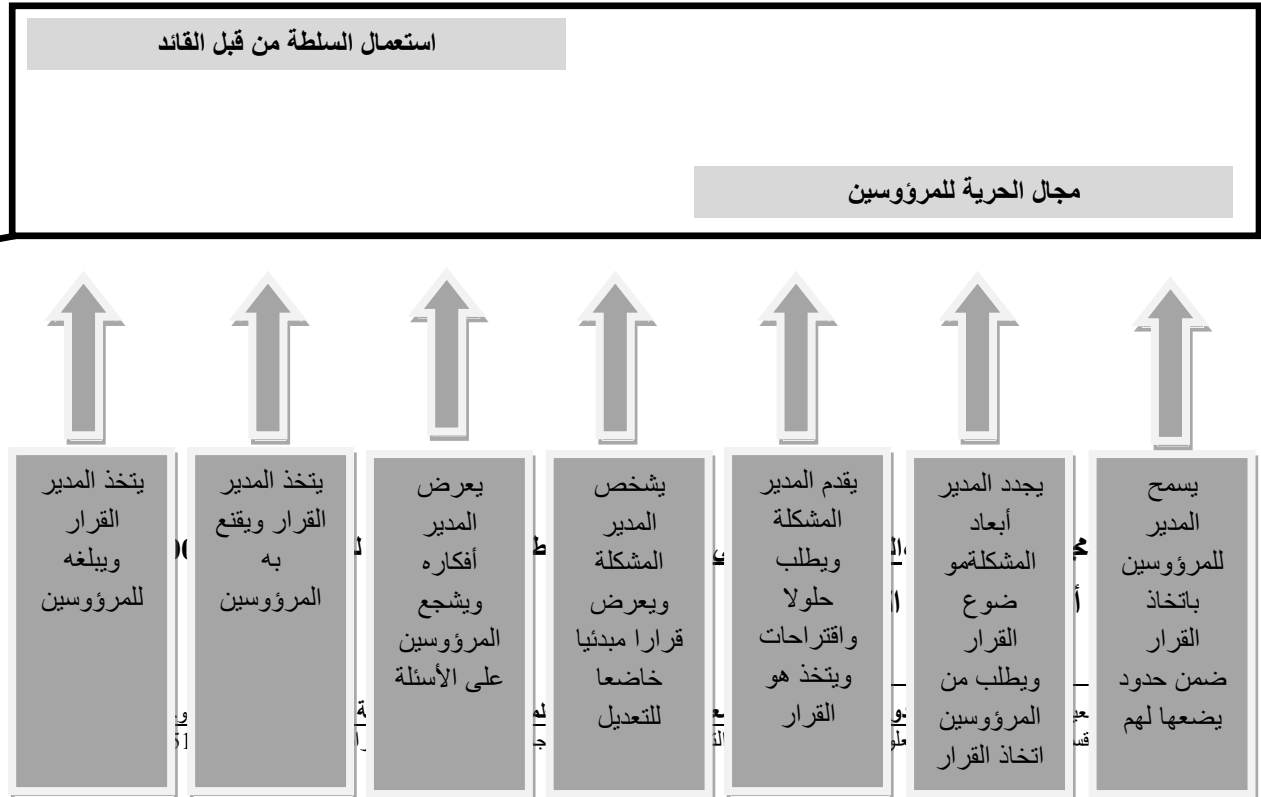 استعمال السلطة من قبل القائد
مجال الحرية للمرؤوسين
يسمح
المدير
للمرؤوسين
باتخاذ
القرار
ضمن حدود
يضعها لهم
يجدد المدير
أبعاد
المشكلةمو
ضوع
القرار
ويطلب من
المرؤوسين
اتخاذ القرار
يقدم المدير
المشكلة
ويطلب
حلولا
واقتراحات
ويتخذ هو
القرار
يشخص
المدير
المشكلة
ويعرض
قرارا مبدئيا
خاضعا
للتعديل
يعرض
المدير
أفكاره
ويشجع
المرؤوسين
على الأسئلة
يتخذ المدير
القرار ويقنع
به
المرؤوسين
يتخذ المدير
القرار
ويبلغه
للمرؤوسين